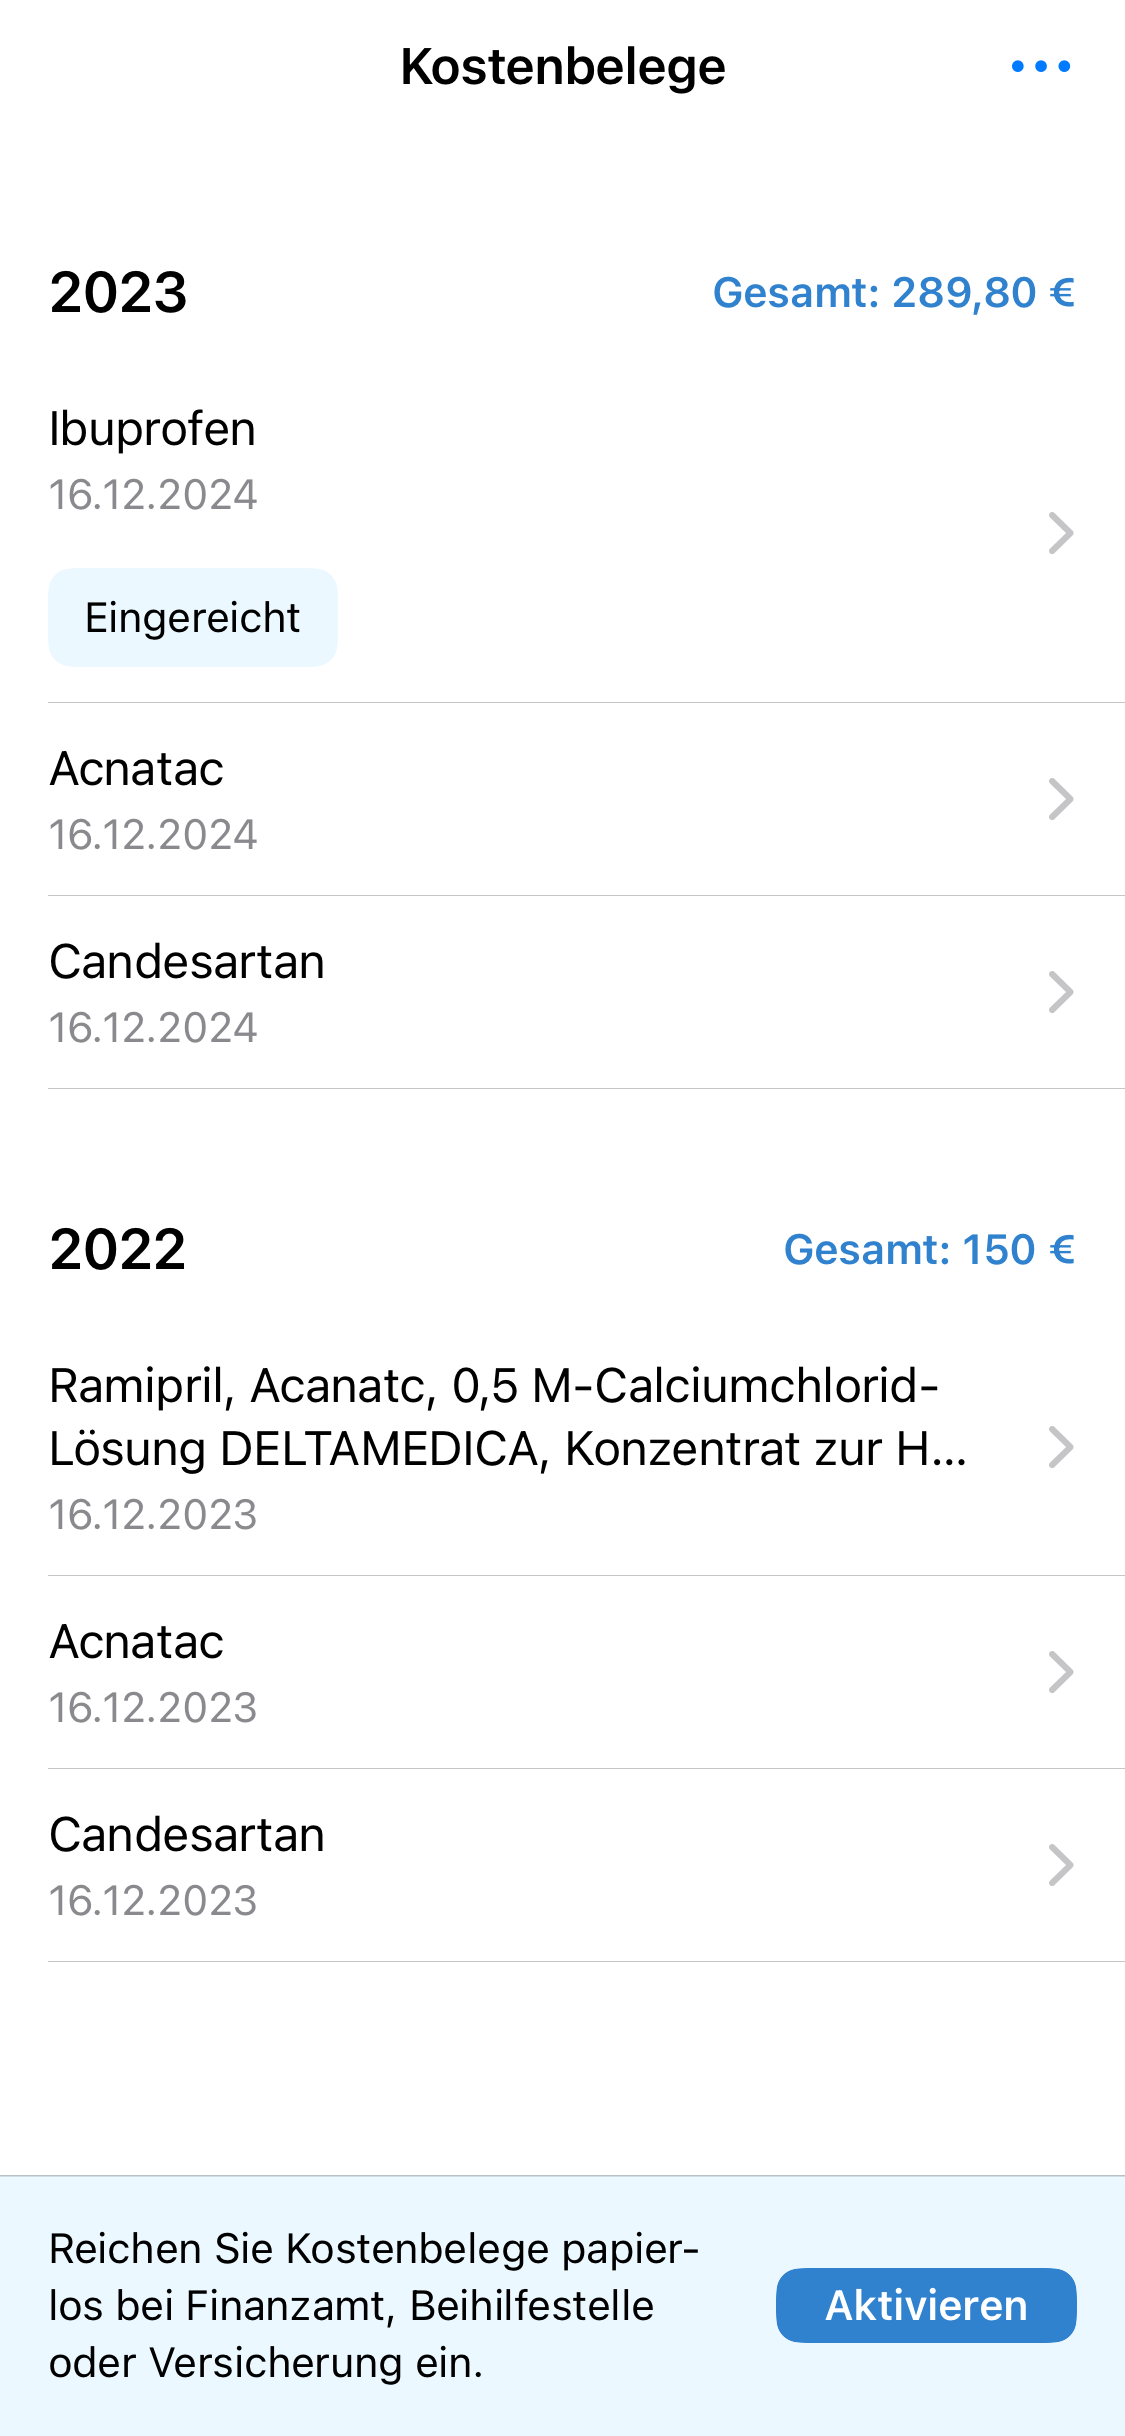 Kostenbelege
2023
Gesamt: 289,80 €
Ibuprofen
16.12.2024
Eingereicht
Acnatac
16.12.2024
Candesartan
16.12.2024
2022
Gesamt: 150 €
Ramipril, Acanatc, 0,5 M-Calciumchlorid-
Lösung DELTAMEDICA, Konzentrat zur H...
16.12.2023
Acnatac
16.12.2023
Candesartan
16.12.2023
Reichen Sie Kostenbelege papier-
los bei Finanzamt, Beihilfestelle
oder Versicherung ein.
Aktivieren